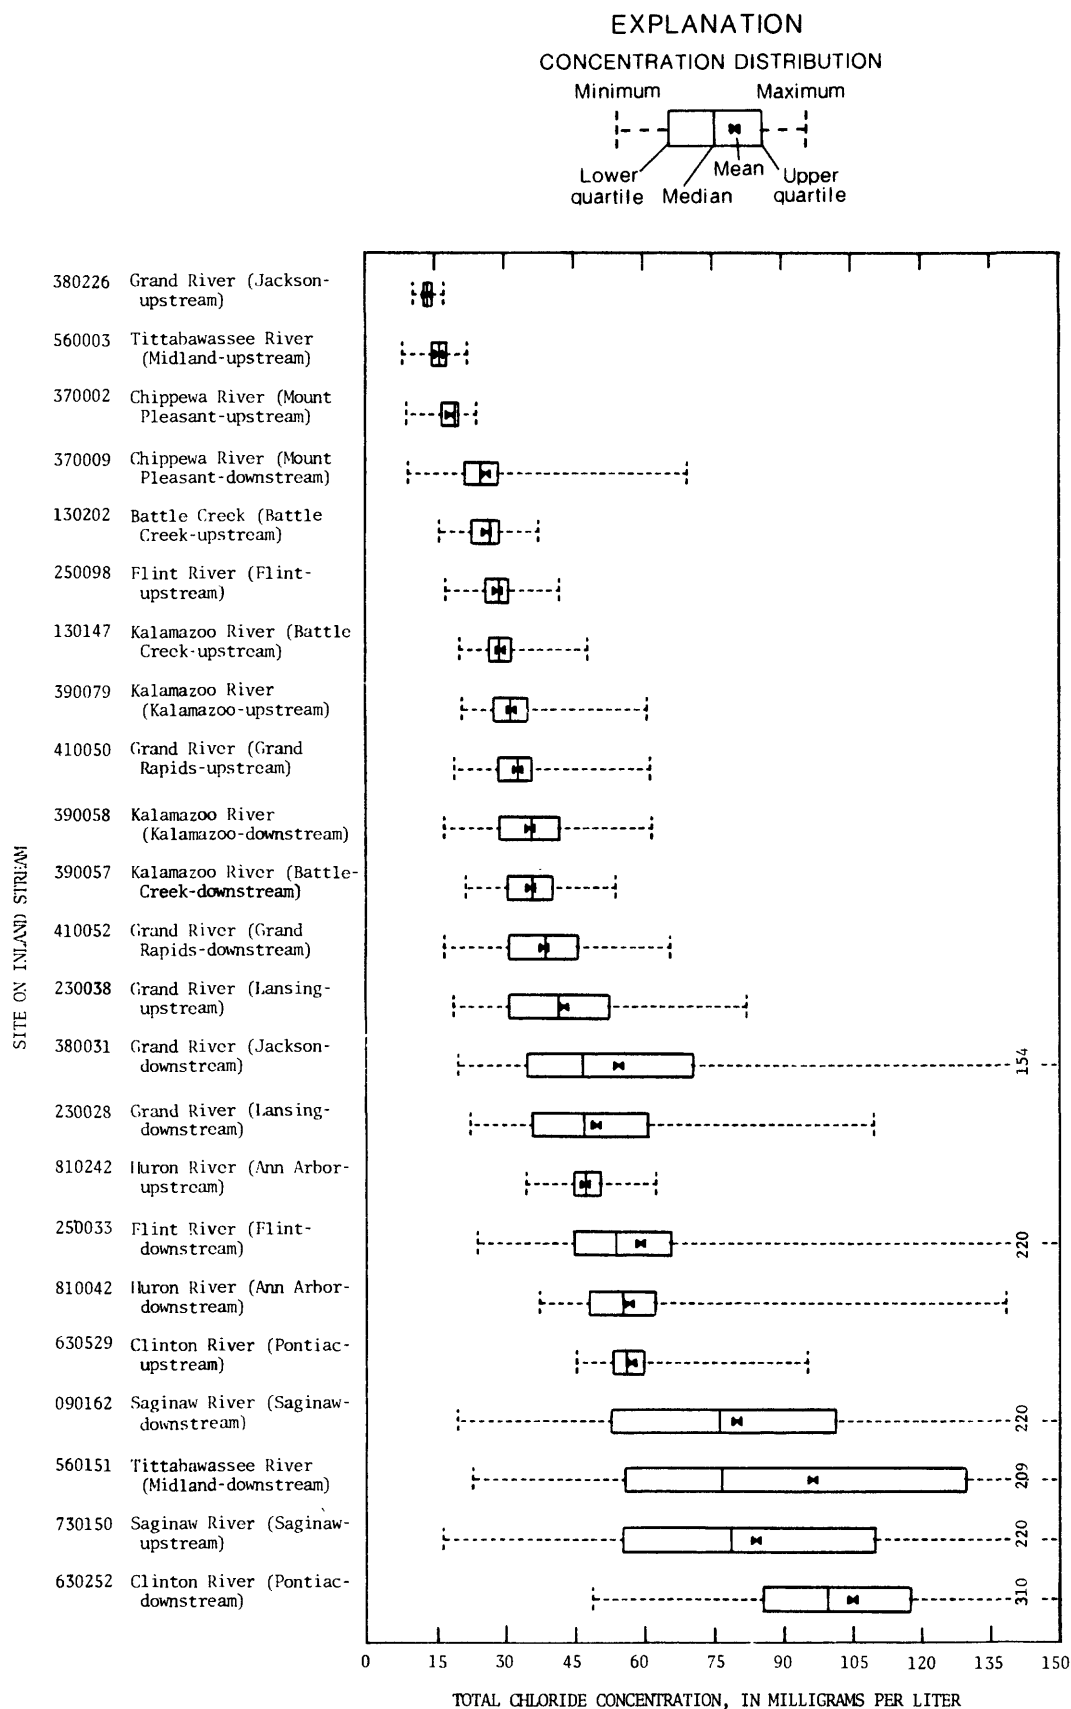 EXPLANATION
CONCENTRATION DISTRIBUTION
Minimum Maximum
Lower quartile Median Mean Upper quartile
380226 Grand River (Jackson-
upstream)
560003 Tittabawassee River
(Midland-upstream)
370002 Chippewa River (Mount
Pleasant-upstream)
370009 Chippewa River (Mount
Pleasant-downstream)
130202 Battle Creek (Battle
Creek-upstream)
250098 Flint River (Flint-
upstream)
130147 Kalamazoo River (Battle
Creek-upstream)
390079 Kalamazoo River
(Kalamazoo-upstream)
410050 Grand River (Grand
Rapids-upstream)
390058 Kalamazoo River
(Kalamazoo-downstream)
390057 Kalamazoo River (Battle-
Creek-downstream)
410052 Grand River (Grand
Rapids-downstream)
230038 Grand River (Lansing-
upstream)
380031 Grand River (Jackson-
downstream)
154
230028 Grand River (Lansing-
downstream)
810242 Huron River (Ann Arbor-
upstream)
250033 Flint River (Flint-
downstream)
220
810042 Huron River (Ann Arbor-
downstream)
630529 Clinton River (Pontiac-
upstream)
090162 Saginaw River (Saginaw-
downstream)
220
560151 Tittabawassee River
(Midland-downstream)
209
730150 Saginaw River (Saginaw-
upstream)
220
630252 Clinton River (Pontiac-
downstream)
310
SITE ON INLAND STREAM
0 15 30 45 60 75 90 105 120 135 150
TOTAL CHLORIDE CONCENTRATION, IN MILLIGRAMS PER LITER